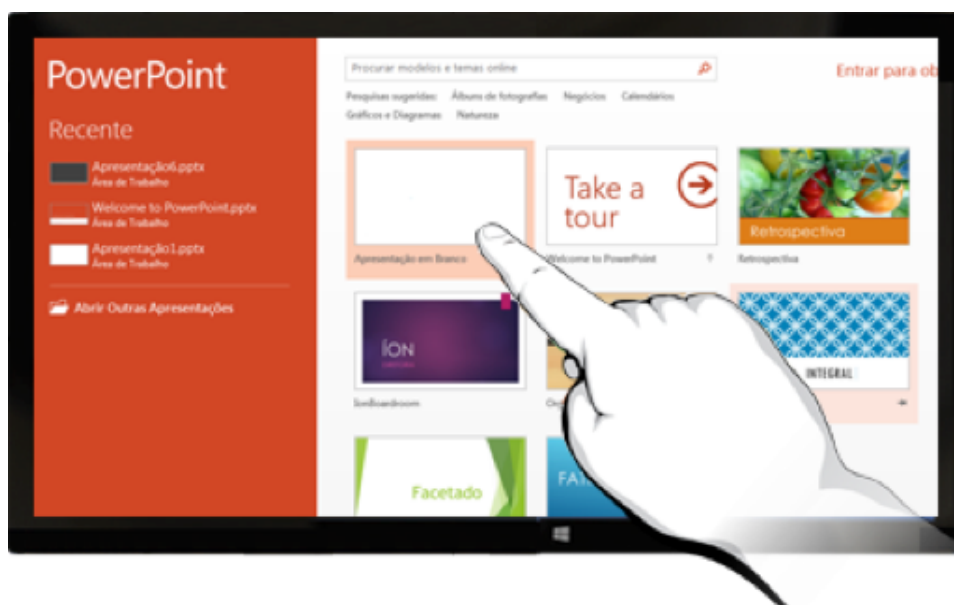 PowerPoint
Recente
Apresentação6.pptx
Área de Trabalho
Welcome to PowerPoint.pptx
Área de Trabalho
Apresentação1.pptx
Área de Trabalho
Abrir Outras Apresentações
Procurar modelos e temas online
Entrar para ob
Pesquisas sugeridas: Álbuns de fotografias Negócios Calendários
Gráficos e Diagramas Natureza
Take a
tour
Retrospectiva
Apresentação em Branco
Welcome to PowerPoint
Retrospectiva
ÍON
INTEGRAL
IonBoardroom
Facetado